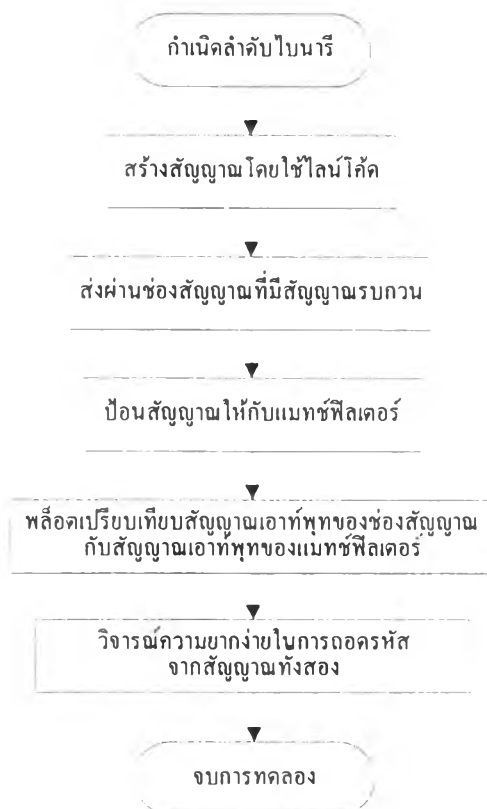 กำเนิดลำดับไบนารี
สร้างสัญญาณโดยใช้ไลน์โค้ด
ส่งผ่านช่องสัญญาณที่มีสัญญาณรบกวน
ป้อนสัญญาณให้กับแมทช์ฟิลเตอร์
พล็อตเปรียบเทียบสัญญาณเอาท์พุทของช่องสัญญาณ
กับสัญญาณเอาท์พุทของแมทช์ฟิลเตอร์
วิจารณ์ความยากง่ายในการถอดรหัส
จากสัญญาณทั้งสอง
จบการทดลอง